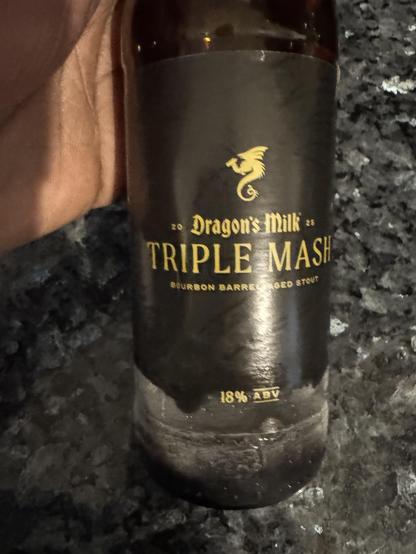 20 Dragon's Milk 25
TRIPLE MASH
BOURBON BARREL AGED STOUT
18% ABV